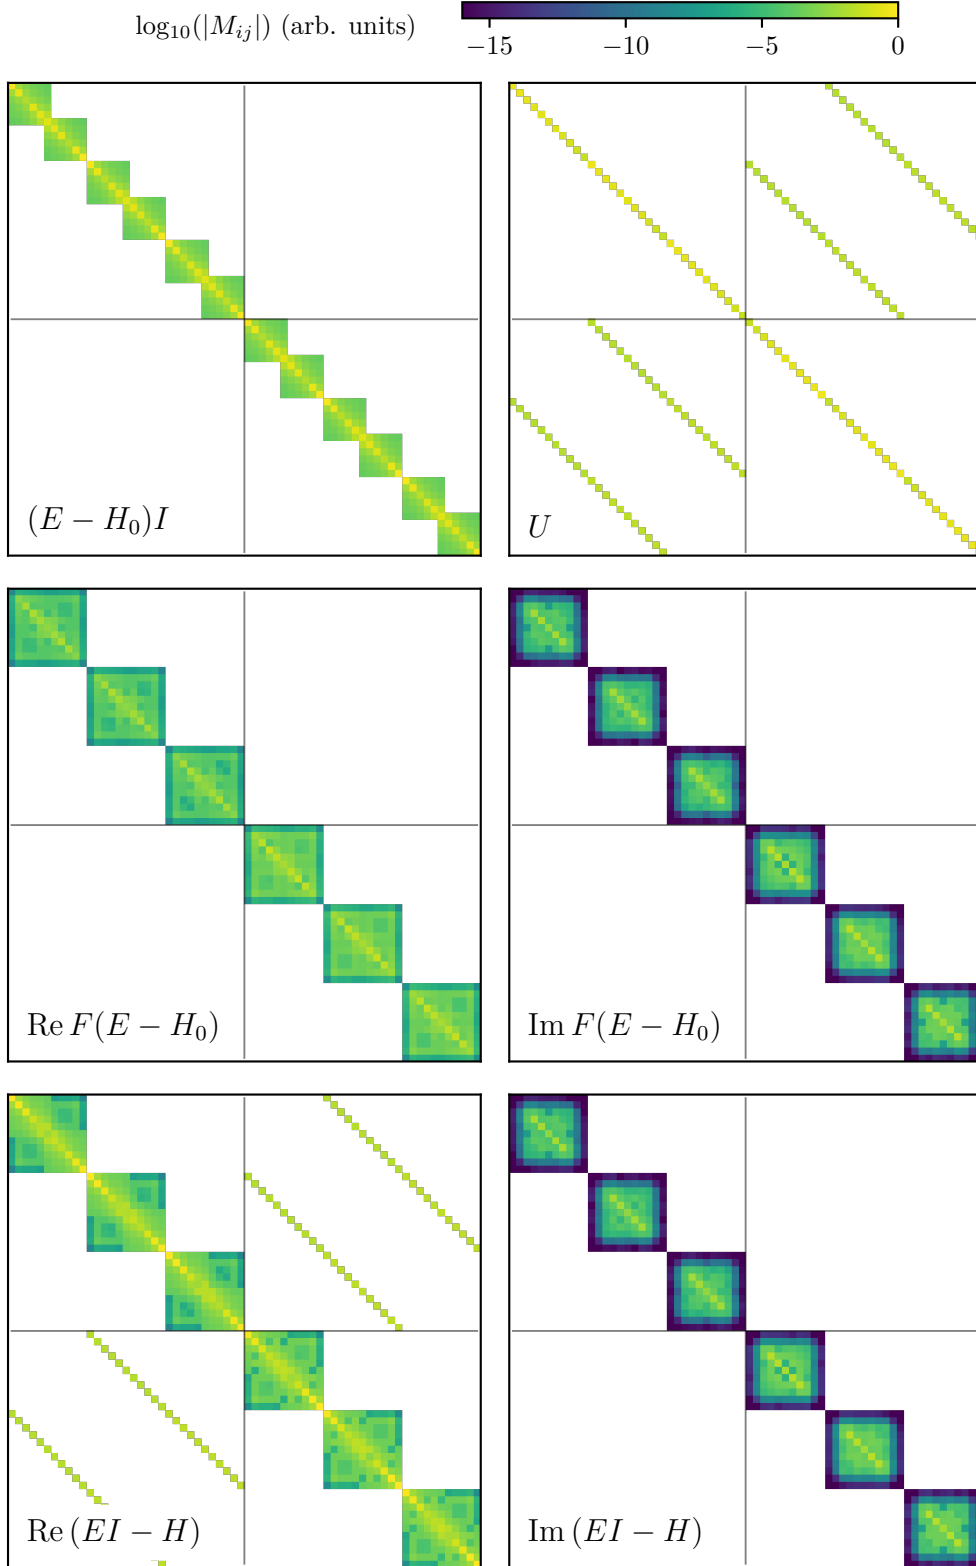 log₁₀(|Mᵢⱼ|) (arb. units)
−15 −10 −5 0
(E − H₀)I
U
Re F(E − H₀)
Im F(E − H₀)
Re (EI − H)
Im (EI − H)